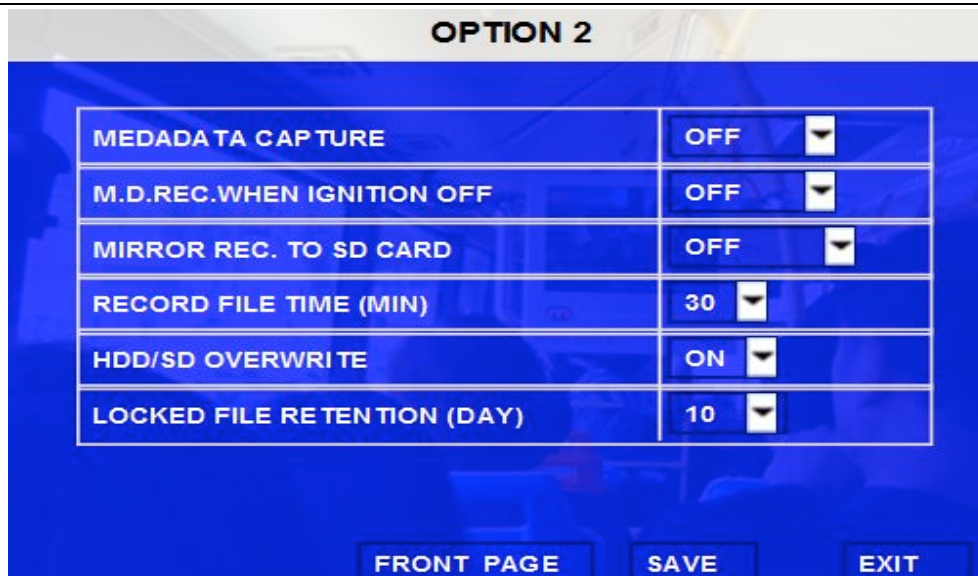 OPTION 2
MEDADATA CAPTURE OFF
M.D.REC.WHEN IGNITION OFF OFF
MIRROR REC. TO SD CARD OFF
RECORD FILE TIME (MIN) 30
HDD/SD OVERWRITE ON
LOCKED FILE RETENTION (DAY) 10
FRONT PAGE SAVE EXIT